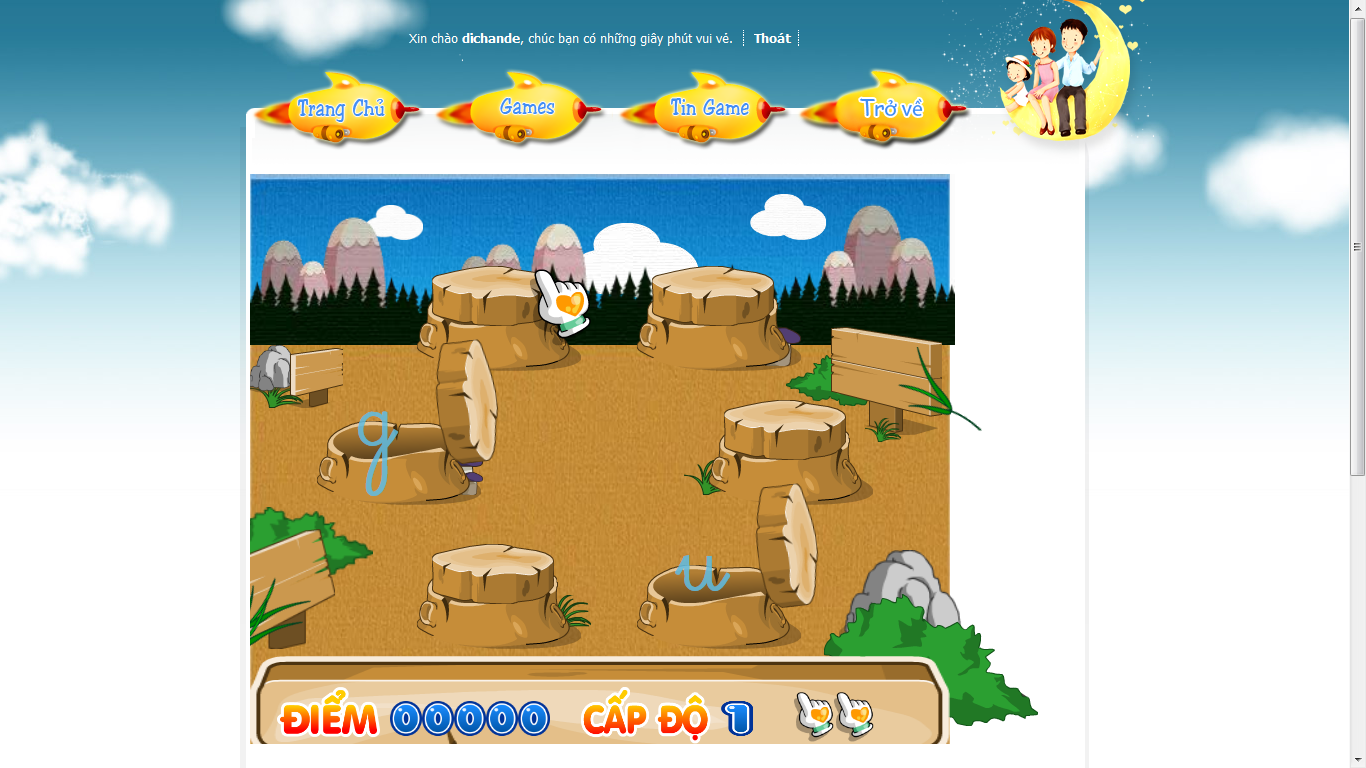 Xin chào dichande, chúc bạn có những giây phút vui vẻ. Thoát
Trang Chủ Games Tin Game Trở về
g
u
ĐIỂM 00000 CẤP ĐỘ 1